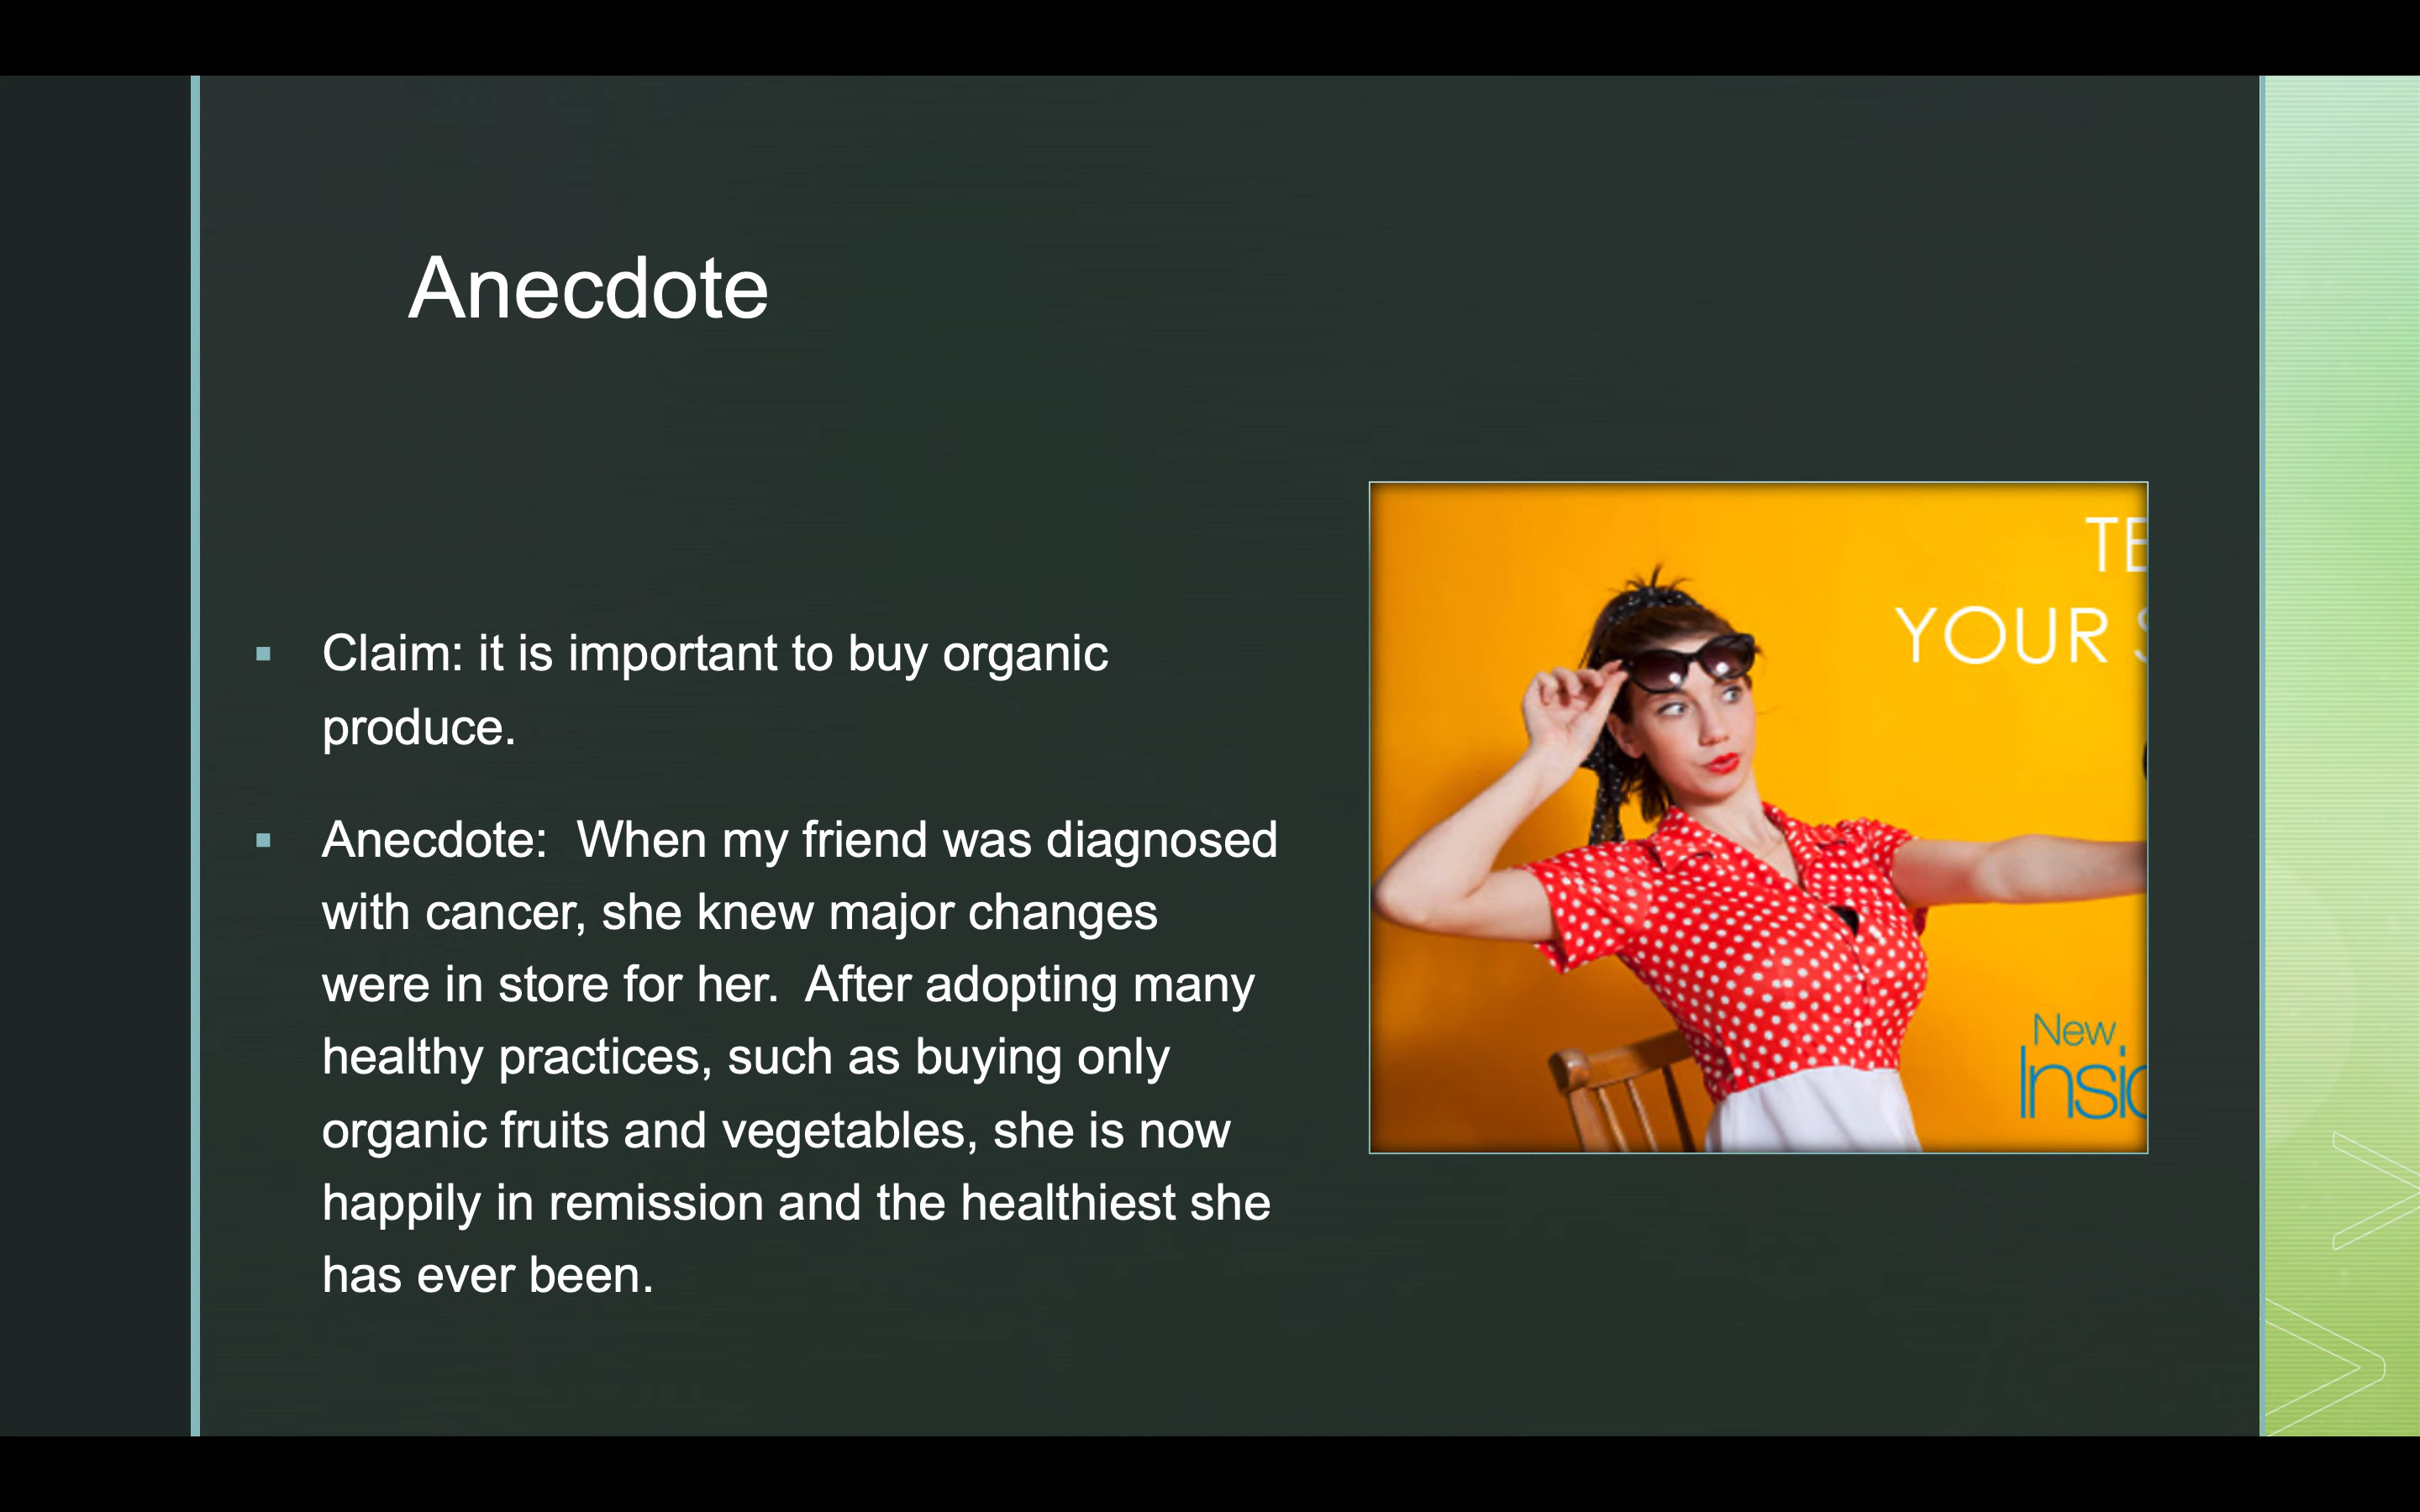 Anecdote
Claim: it is important to buy organic
produce.
Anecdote:  When my friend was diagnosed
with cancer, she knew major changes
were in store for her.  After adopting many
healthy practices, such as buying only
organic fruits and vegetables, she is now
happily in remission and the healthiest she
has ever been.
TE
YOUR S
New
Insid